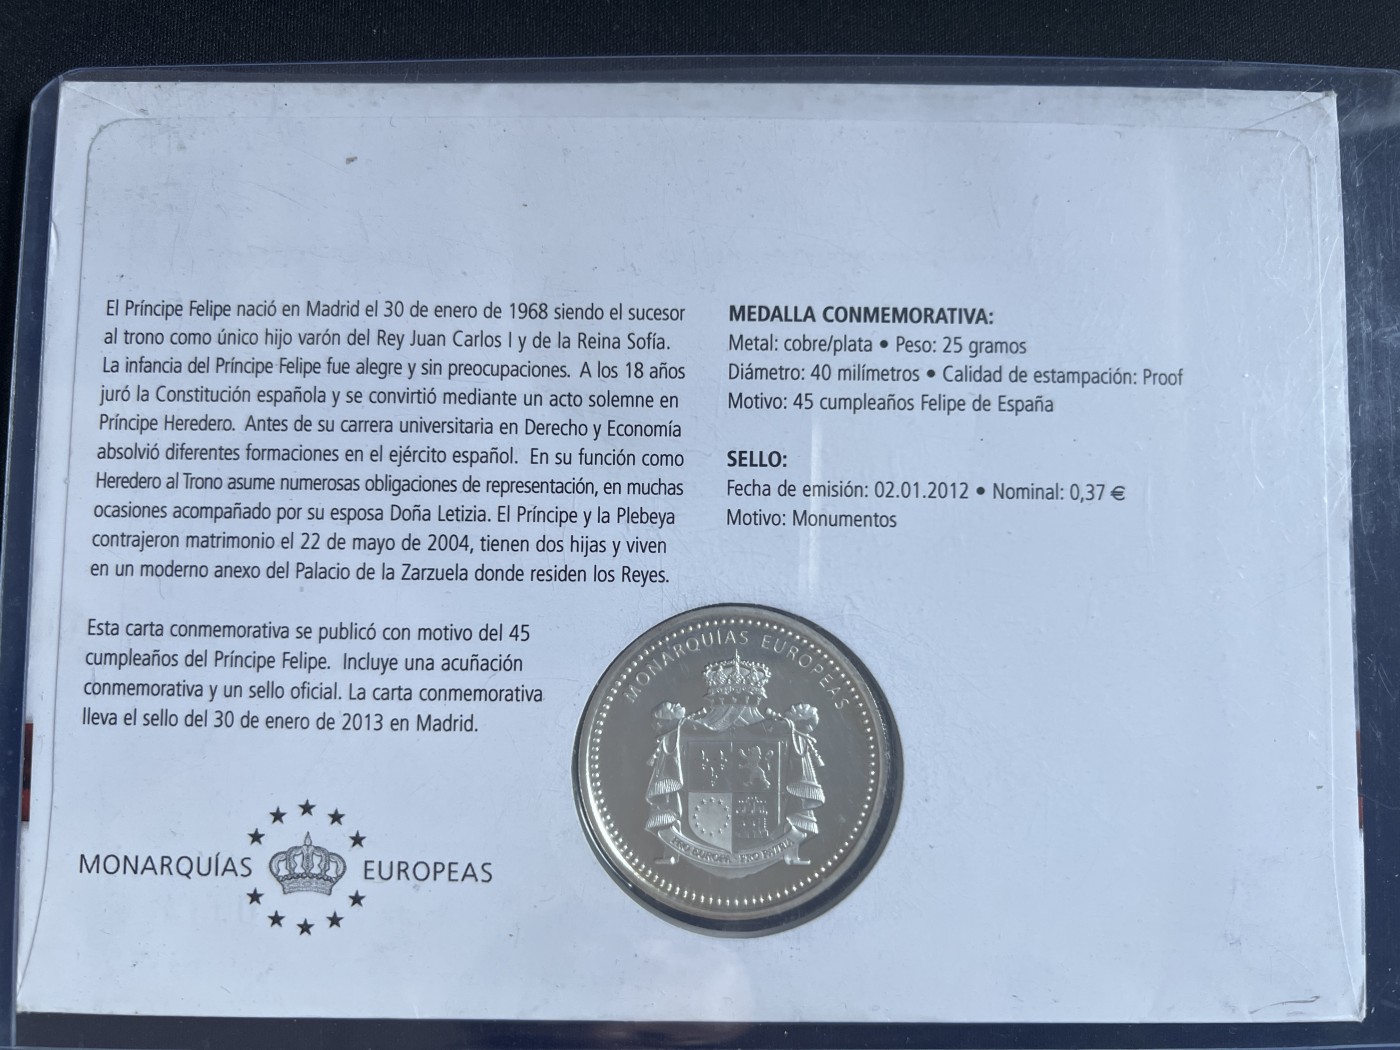 El Príncipe Felipe nació en Madrid el 30 de enero de 1968 siendo el sucesor
al trono como único hijo varón del Rey Juan Carlos I y de la Reina Sofía.
La infancia del Príncipe Felipe fue alegre y sin preocupaciones. A los 18 años
juró la Constitución española y se convirtió mediante un acto solemne en
Príncipe Heredero. Antes de su carrera universitaria en Derecho y Economía
absolvió diferentes formaciones en el ejército español. En su función como
Heredero al Trono asume numerosas obligaciones de representación, en muchas
ocasiones acompañado por su esposa Doña Letizia. El Príncipe y la Plebeya
contrajeron matrimonio el 22 de mayo de 2004, tienen dos hijas y viven
en un moderno anexo del Palacio de la Zarzuela donde residen los Reyes.
Esta carta conmemorativa se publicó con motivo del 45
cumpleaños del Príncipe Felipe. Incluye una acuñación
conmemorativa y un sello oficial. La carta conmemorativa
lleva el sello del 30 de enero de 2013 en Madrid.
MONARQUÍAS EUROPEAS
MEDALLA CONMEMORATIVA:
Metal: cobre/plata • Peso: 25 gramos
Diámetro: 40 milímetros • Calidad de estampación: Proof
Motivo: 45 cumpleaños Felipe de España
SELLO:
Fecha de emisión: 02.01.2012 • Nominal: 0,37 €
Motivo: Monumentos
MONARQUÍAS EUROPEAS
PRO EUROPA - PRO PATRIA